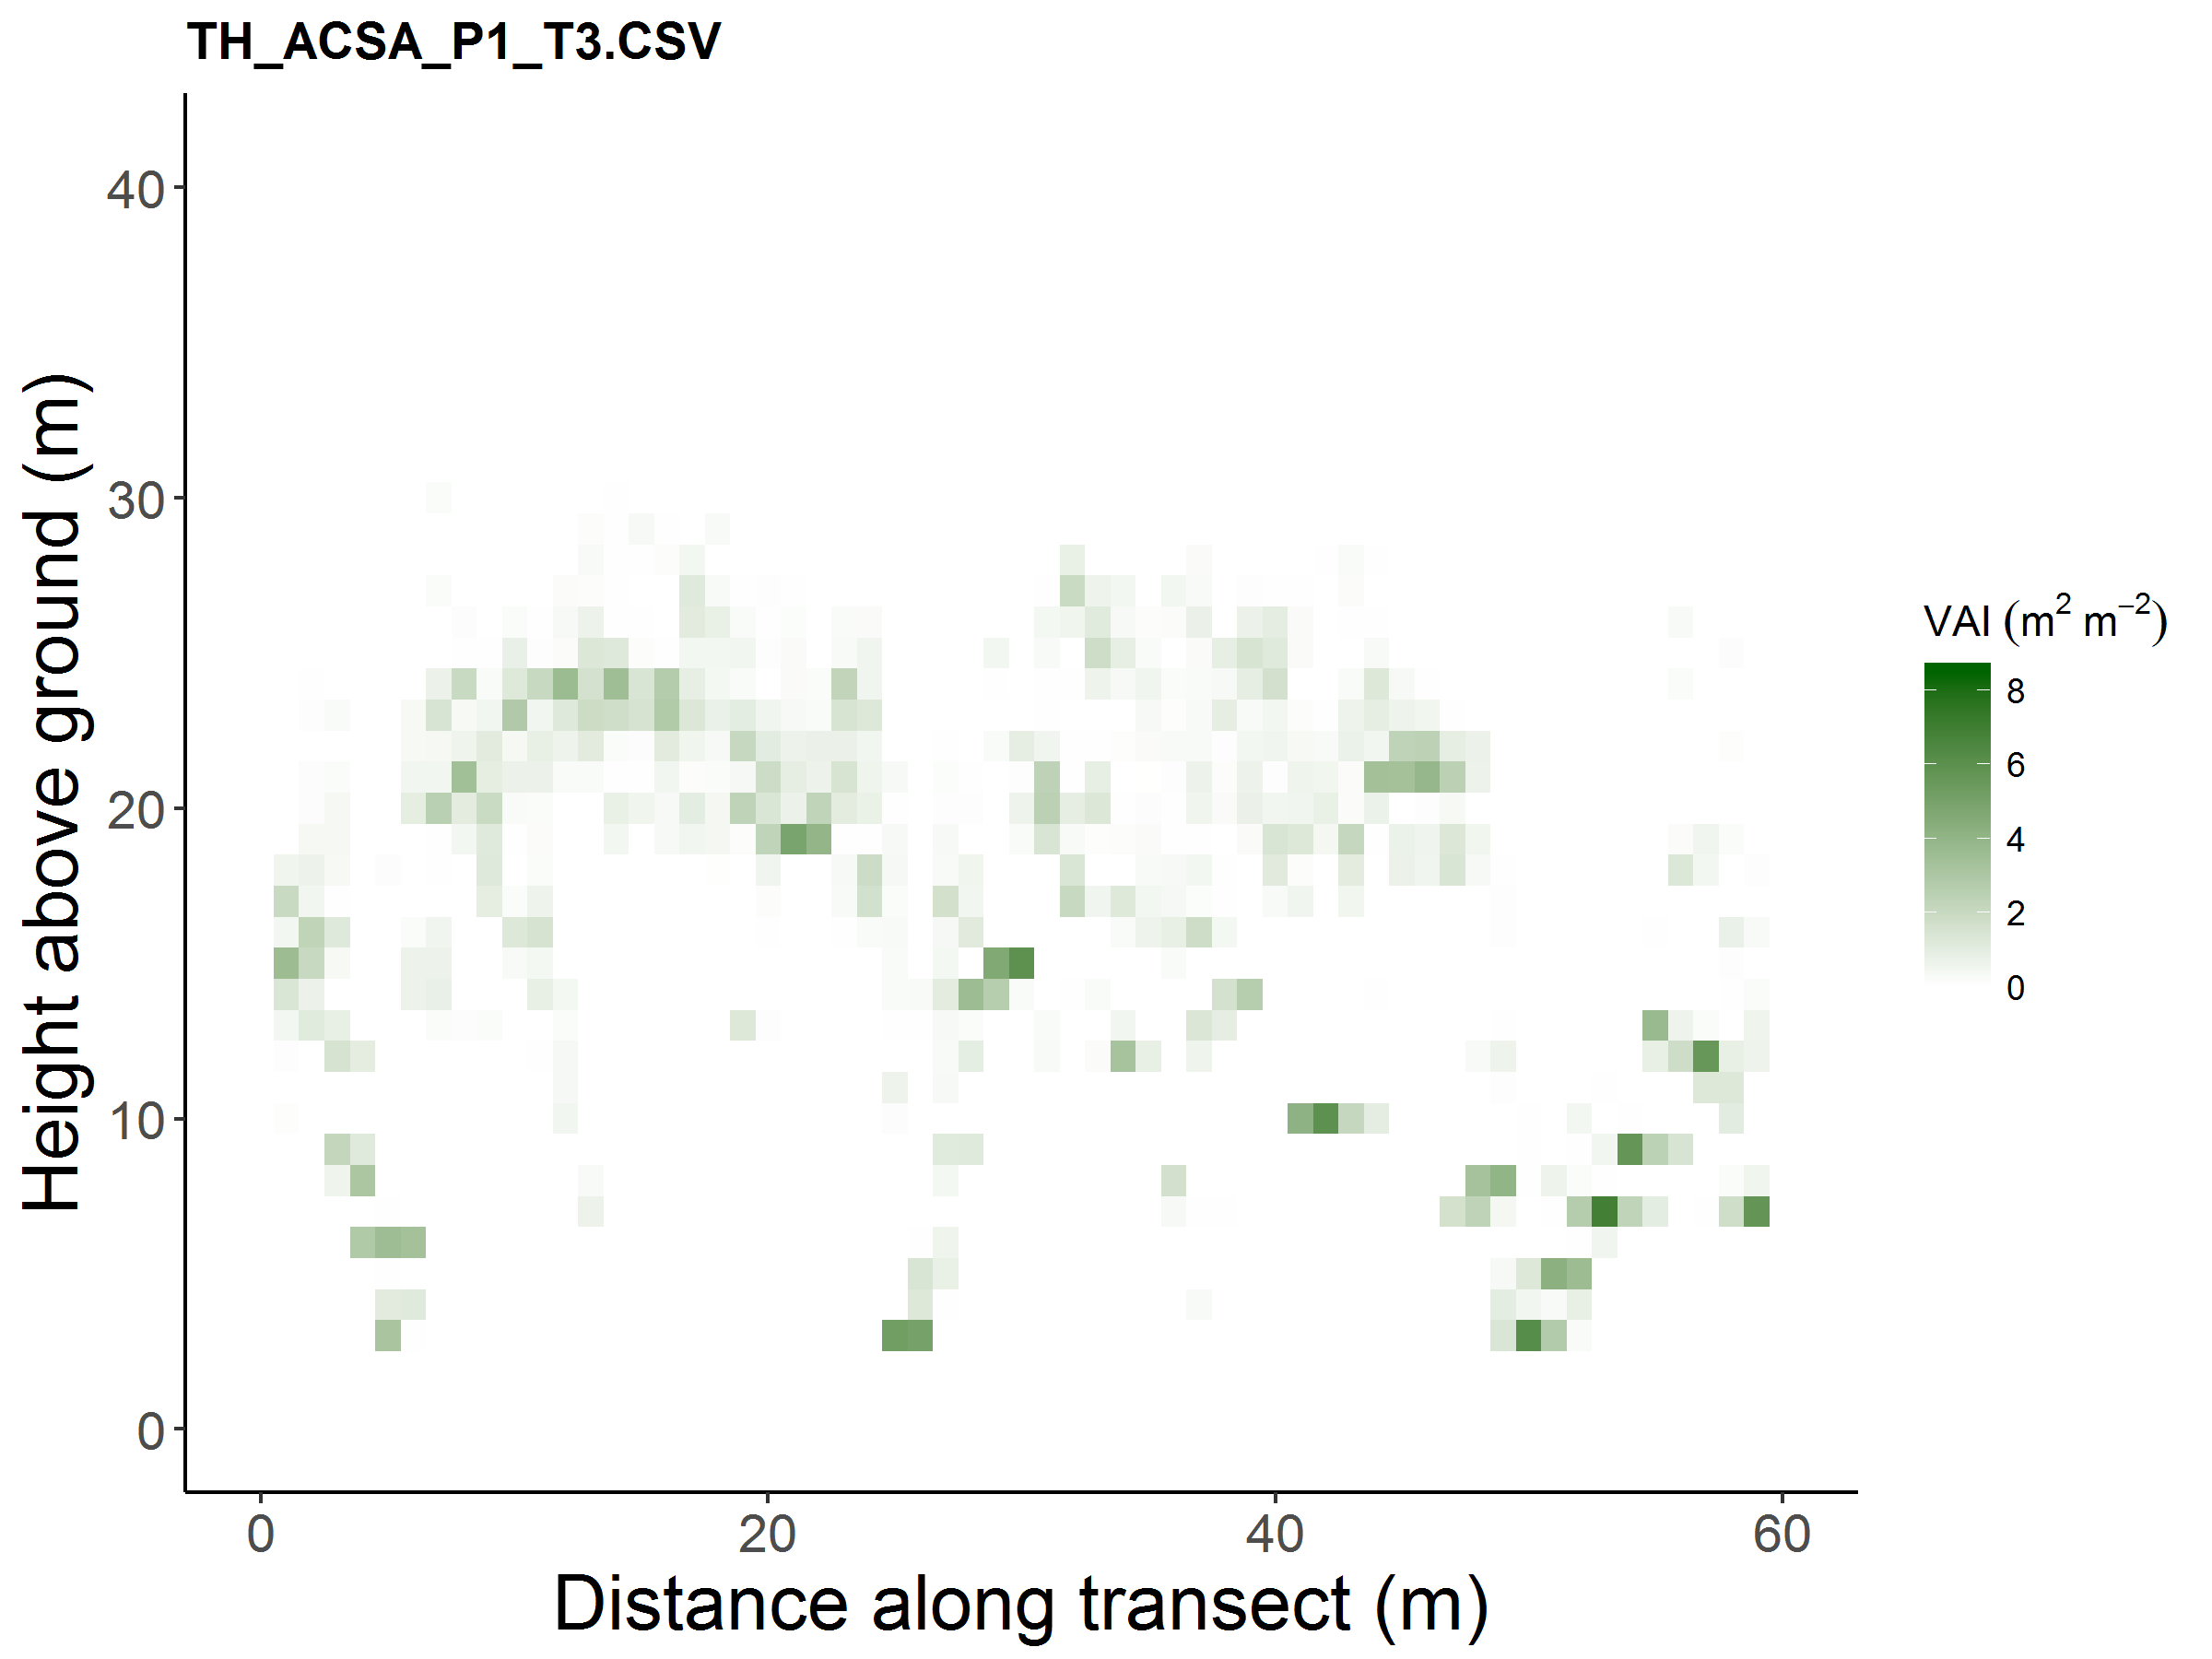 TH_ACSA_P1_T3.CSV
Height above ground (m)
40
30
20
10
0
0 20 40 60
Distance along transect (m)
VAI (m² m⁻²)
8
6
4
2
0